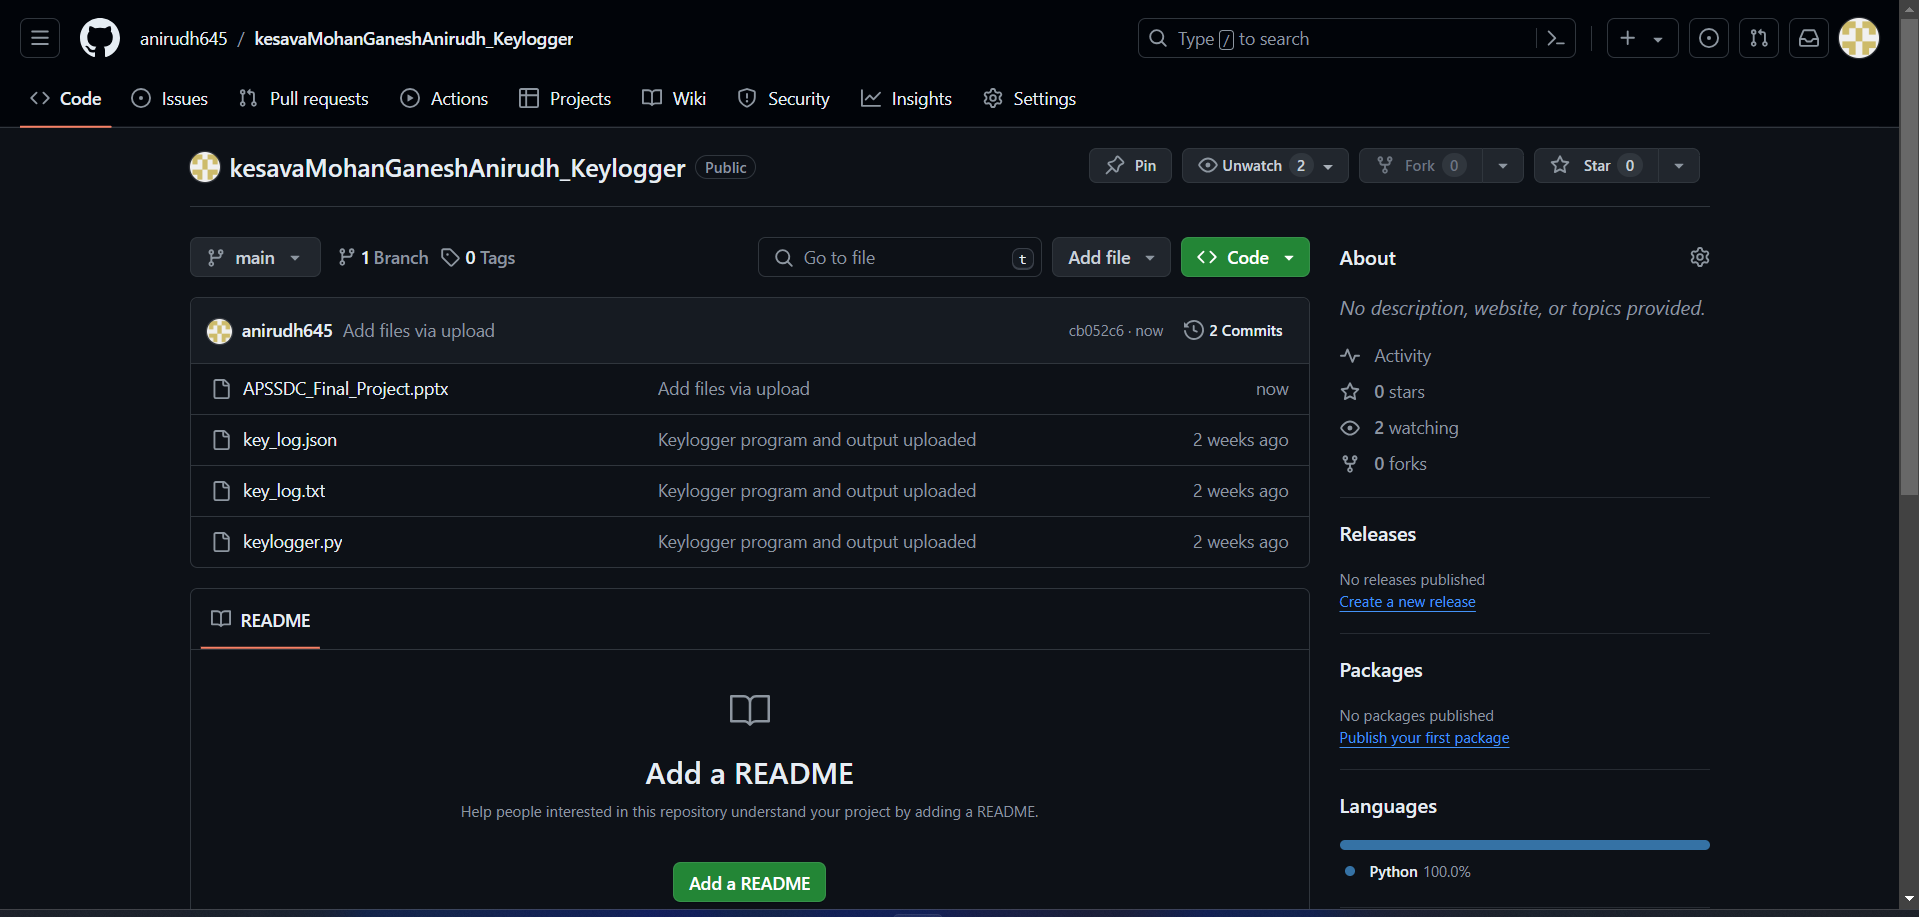 anirudh645 / kesavaMohanGaneshAnirudh_Keylogger
Type / to search
Code Issues Pull requests Actions Projects Wiki Security Insights Settings
kesavaMohanGaneshAnirudh_Keylogger Public
Pin Unwatch 2 Fork 0 Star 0
main 1 Branch 0 Tags Go to file t Add file Code
anirudh645 Add files via upload cb052c6 · now 2 Commits
APSSDC_Final_Project.pptx Add files via upload now
key_log.json Keylogger program and output uploaded 2 weeks ago
key_log.txt Keylogger program and output uploaded 2 weeks ago
keylogger.py Keylogger program and output uploaded 2 weeks ago
README
Add a README
Help people interested in this repository understand your project by adding a README.
Add a README
About
No description, website, or topics provided.
Activity
0 stars
2 watching
0 forks
Releases
No releases published
Create a new release
Packages
No packages published
Publish your first package
Languages
Python 100.0%